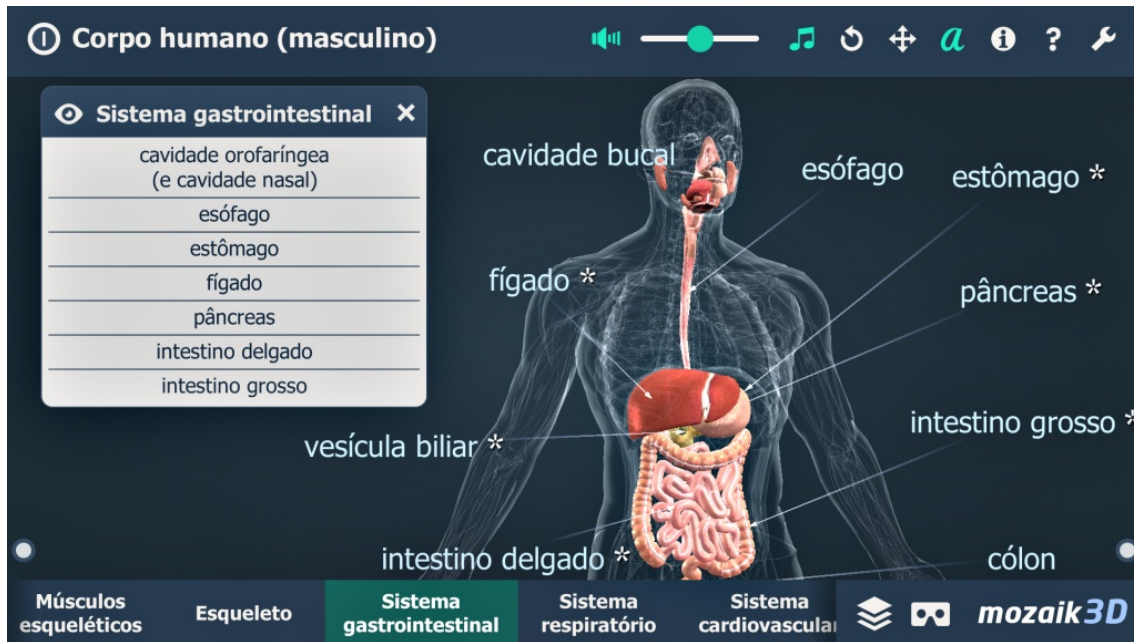 Corpo humano (masculino)
a
i
?
Sistema gastrointestinal
cavidade orofaríngea
(e cavidade nasal)
esófago
estômago
fígado
pâncreas
intestino delgado
intestino grosso
cavidade bucal
esófago
estômago *
fígado *
pâncreas *
intestino grosso *
vesícula biliar *
intestino delgado *
cólon
Músculos
esqueléticos
Esqueleto
Sistema
gastrointestinal
Sistema
respiratório
Sistema
cardiovascula
mozaik3D